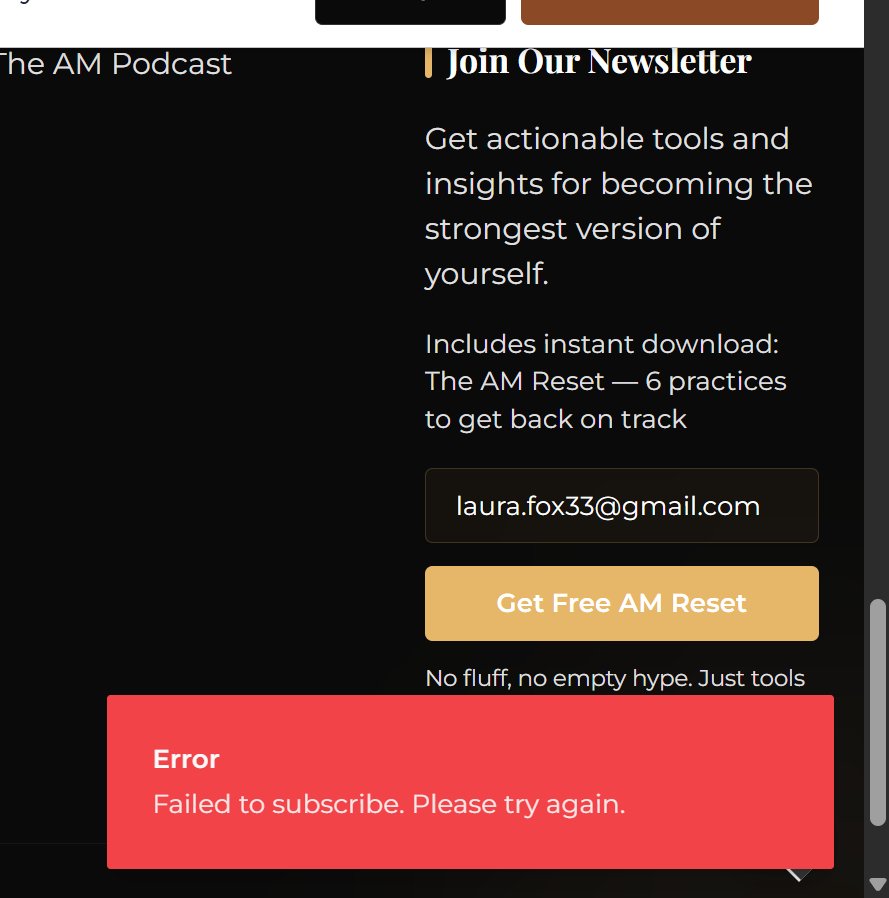 The AM Podcast
Join Our Newsletter
Get actionable tools and
insights for becoming the
strongest version of
yourself.
Includes instant download:
The AM Reset — 6 practices
to get back on track
laura.fox33@gmail.com
Get Free AM Reset
No fluff, no empty hype. Just tools
Error
Failed to subscribe. Please try again.